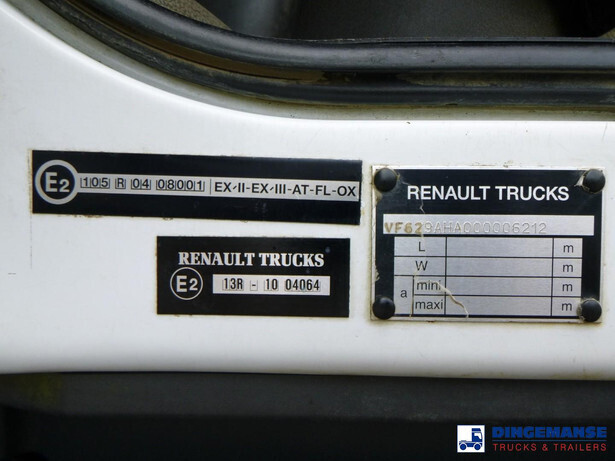 E2 105 R 04 08001 EX-II-EX-III-AT-FL-OX
RENAULT TRUCKS
E2 13R - 10 04064
RENAULT TRUCKS
VF629AHA000006212
L m
W m
a mini m
maxi m
DINGEMANSE
TRUCKS & TRAILERS